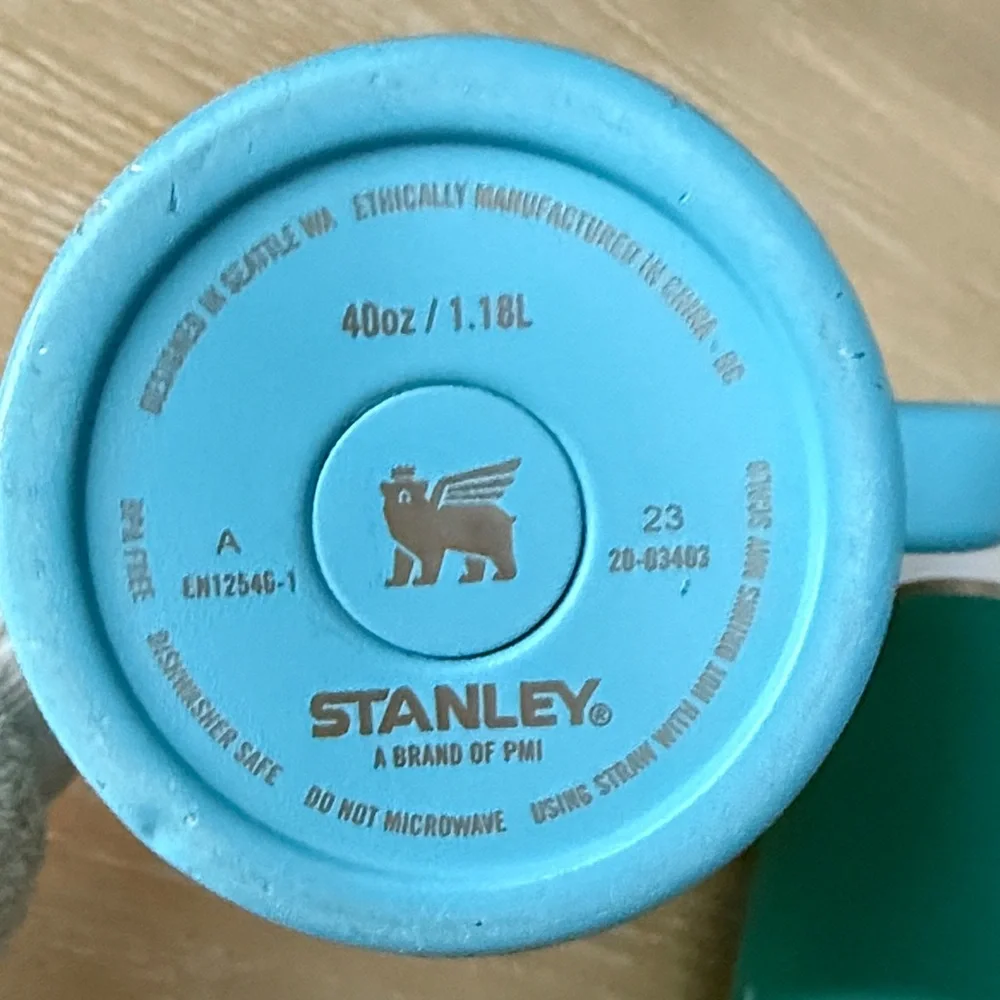 DESIGNED IN SEATTLE WA ETHICALLY MANUFACTURED IN CHINA - HC
40oz / 1.18L
A
EN12546-1
23
20-03403
STANLEY®
A BRAND OF PMI
BPA FREE DISHWASHER SAFE DO NOT MICROWAVE USING STRAW WITH HOT DRINKS MAY SCALD